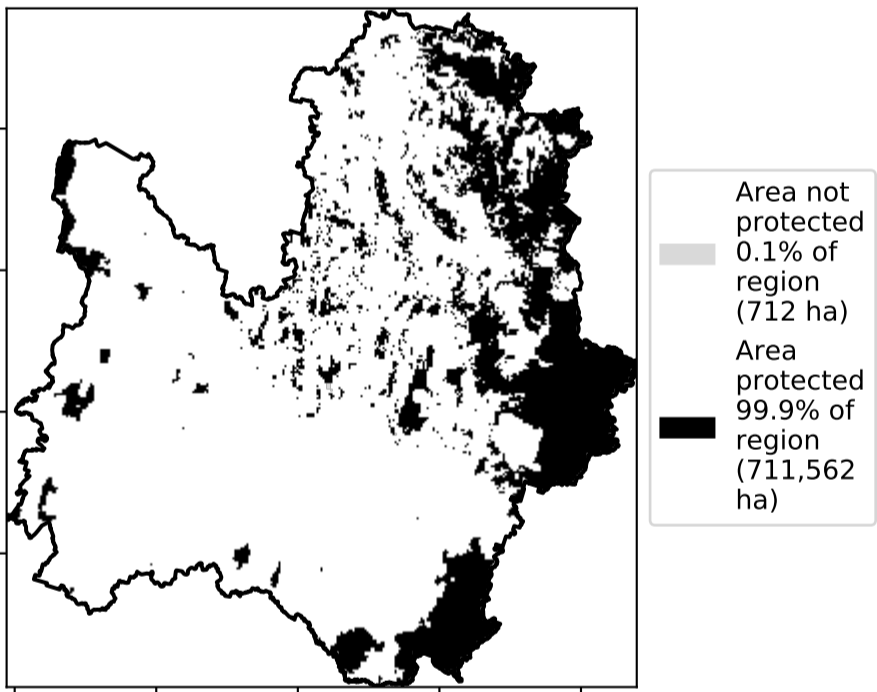 Area not
protected
0.1% of
region
(712 ha)
Area
protected
99.9% of
region
(711,562
ha)